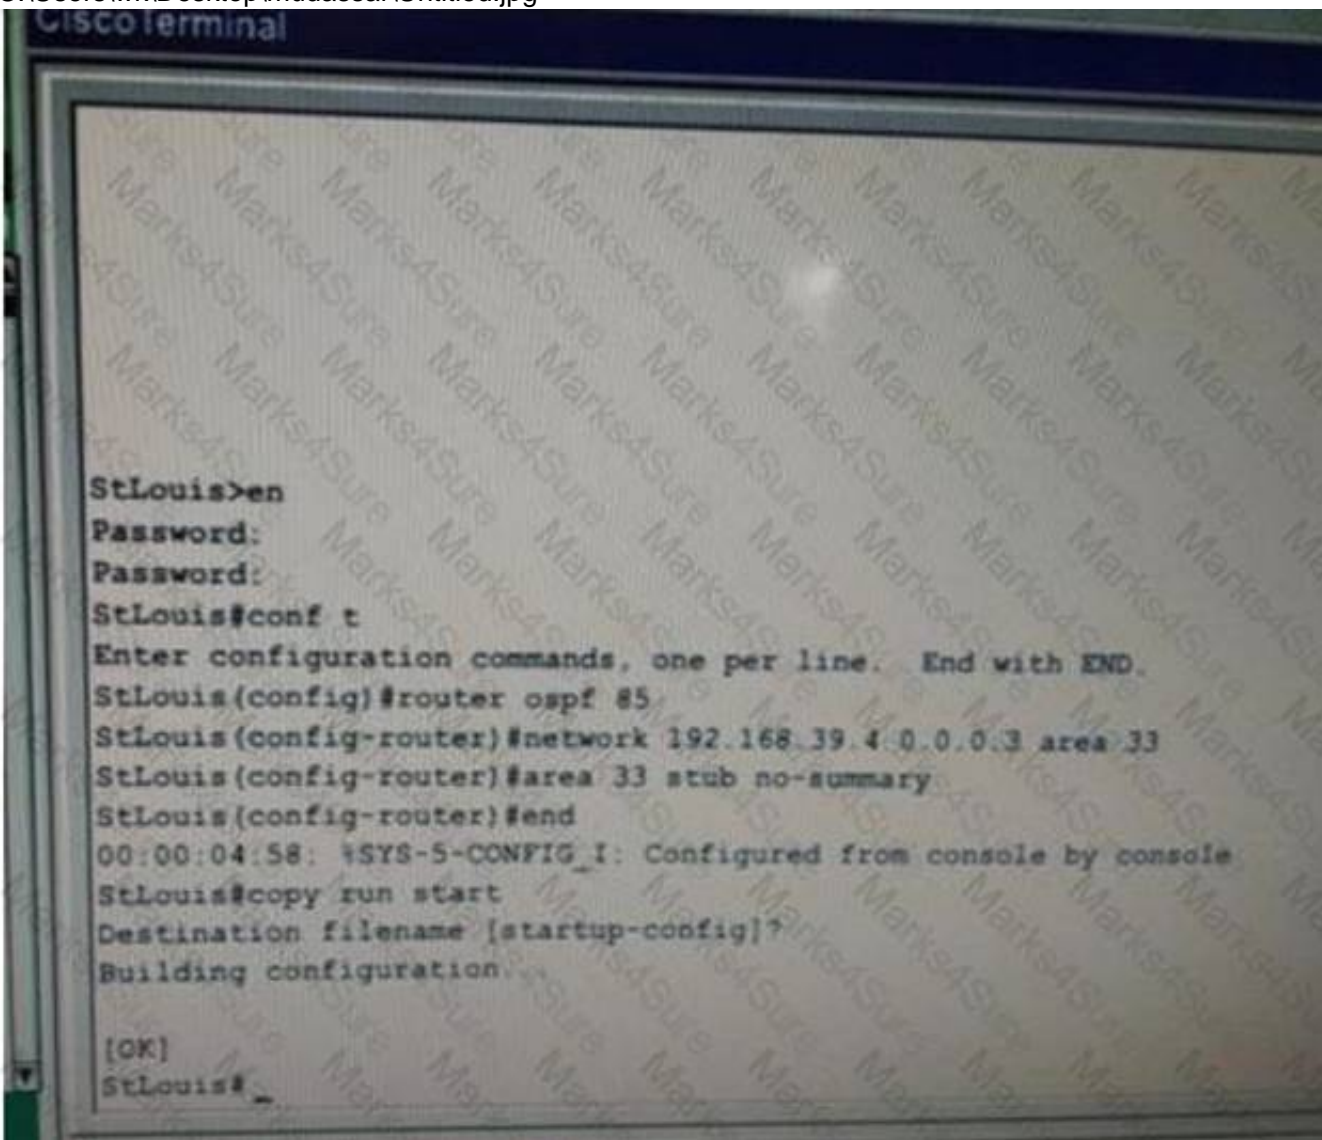 CiscoTerminal
StLouis>en
Password:
Password:
StLouis#conf t
Enter configuration commands, one per line. End with END.
StLouis(config)#router ospf 85
StLouis(config-router)#network 192.168.39.4 0.0.0.3 area 33
StLouis(config-router)#area 33 stub no-summary
StLouis(config-router)#end
00:00:04:58: %SYS-5-CONFIG_I: Configured from console by console
StLouis#copy run start
Destination filename [startup-config]?
Building configuration...
[OK]
StLouis#_
Marks4Sure